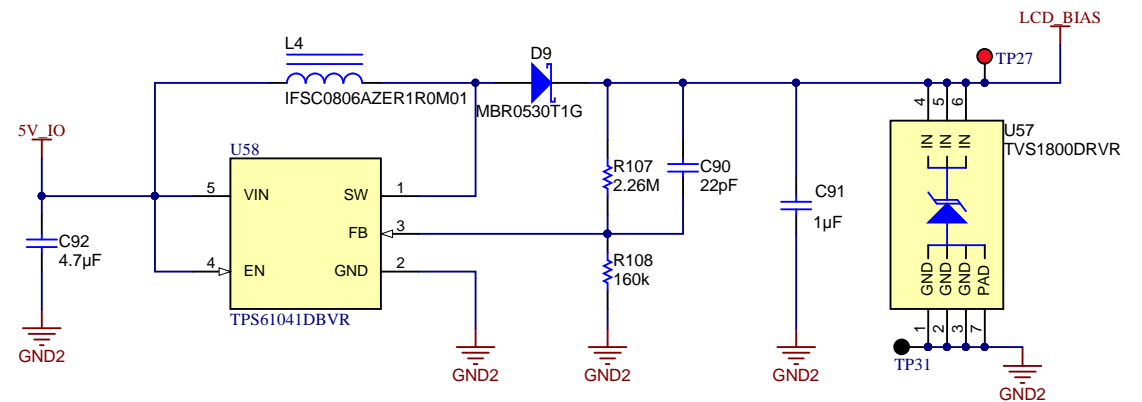 LCD_BIAS
L4
IFSC0806AZER1R0M01
D9
MBR0530T1G
TP27
5V_IO
U58
5
VIN
SW
1
FB
3
4
EN
GND
2
TPS61041DBVR
C92
4.7µF
GND2
GND2
R107
2.26M
C90
22pF
R108
160k
GND2
C91
1µF
GND2
4
5
6
U57
TVS1800DRVR
IN
IN
IN
GND
GND
GND
PAD
1
2
3
7
TP31
GND2